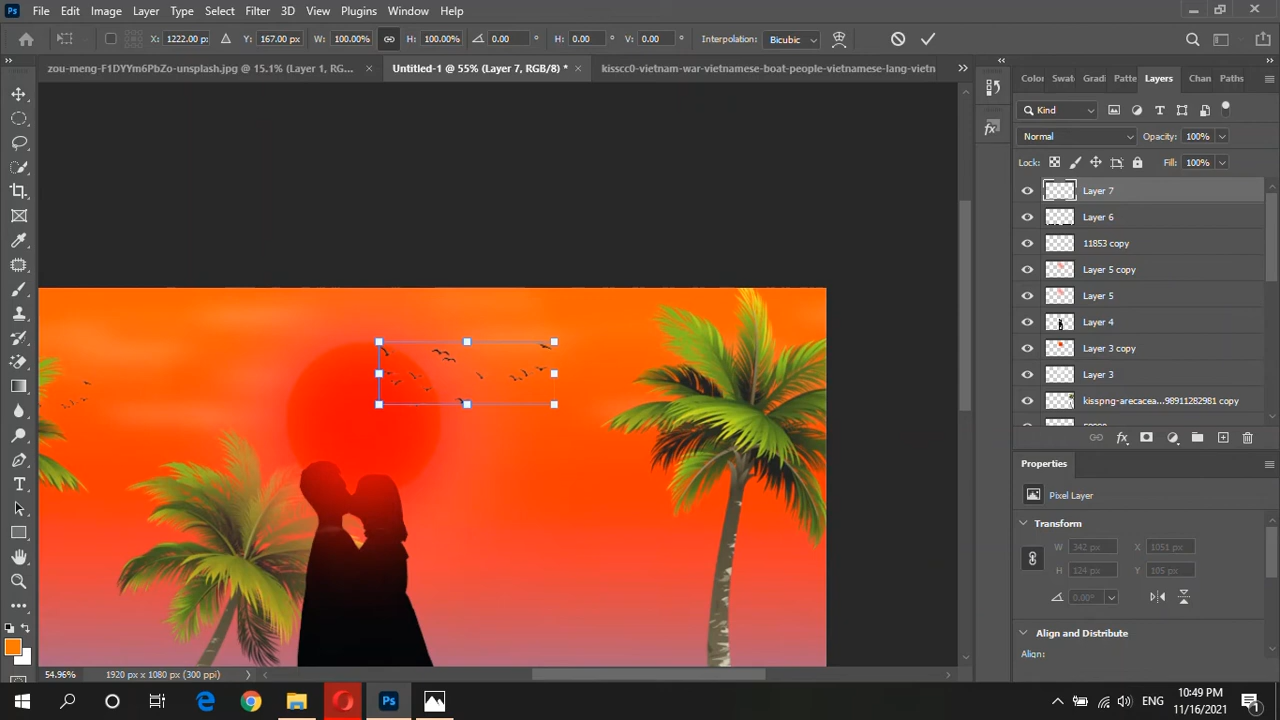 Ps File Edit Image Layer Type Select Filter 3D View Plugins Window Help
X: 1222.00 px Y: 167.00 px W: 100.00% H: 100.00% 0.00 ° H: 0.00 ° V: 0.00 ° Interpolation: Bicubic
zou-meng-F1DYYm6PbZo-unsplash.jpg @ 15.1% (Layer 1, RG... × Untitled-1 @ 55% (Layer 7, RGB/8) * × kisscc0-vietnam-war-vietnamese-boat-people-vietnamese-lang-vietn
Color Swat Gradi Patte Layers Chan Paths
Kind
Normal Opacity: 100%
Lock: Fill: 100%
Layer 7
Layer 6
11853 copy
Layer 5 copy
Layer 5
Layer 4
Layer 3 copy
Layer 3
kisspng-arecacea...98911282981 copy
fx
Properties
Pixel Layer
Transform
W 342 px X 1051 px
H 124 px Y 105 px
0.00°
Align and Distribute
Align:
54.96% 1920 px x 1080 px (300 ppi)
Ps ENG 10:49 PM
11/16/2021 1